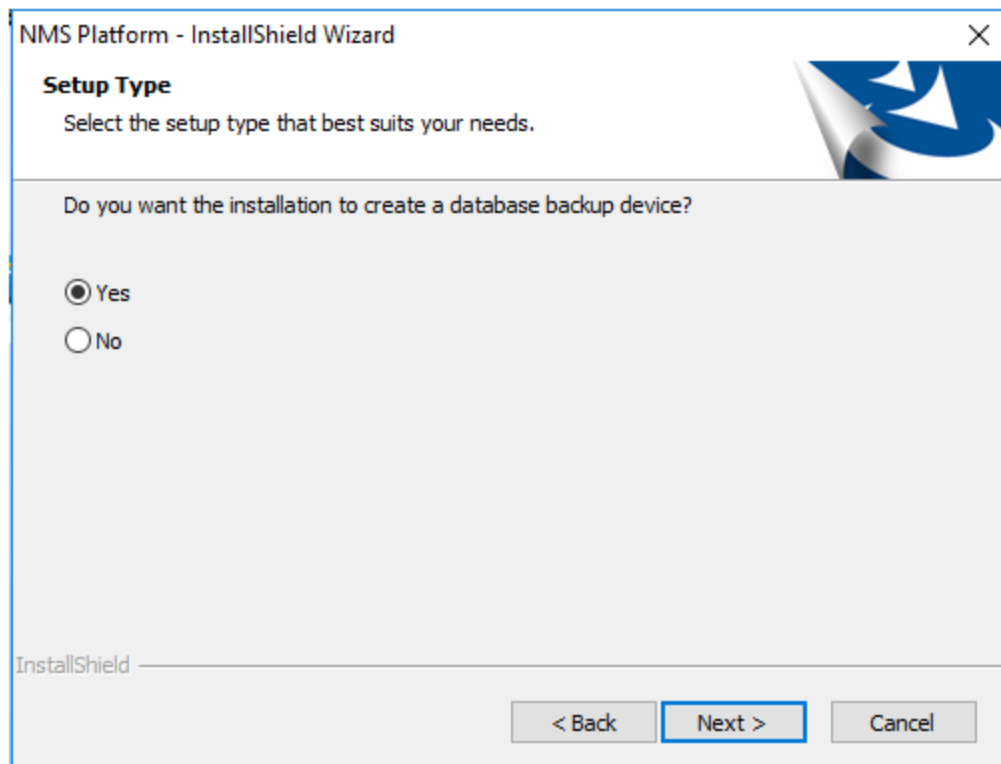 NMS Platform - InstallShield Wizard
Setup Type
Select the setup type that best suits your needs.
Do you want the installation to create a database backup device?
Yes
No
InstallShield
< Back
Next >
Cancel